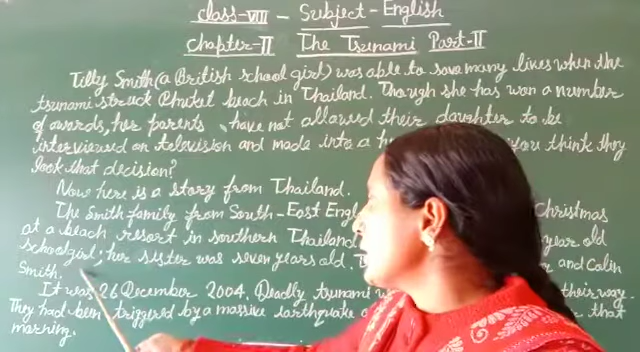 class-VIII - Subject - English
Chapter-II The Tsunami Part-II
Tilly Smith (a British school girl) was able to save many lives when the
tsunami struck Phuket beach in Thailand. Though she has won a number
of awards, her parents have not allowed their daughter to be
interviewed on television and made into a you think they
took that decision?
Now here is a story from Thailand.
The Smith family from South-East Christmas
at a beach resort in southern Thailand year old
schoolgirl; her sister was seven years old. and Colin
Smith.
It was 26 December 2004. Deadly tsunami their way
They had been triggered by a massive earthquake that
morning.